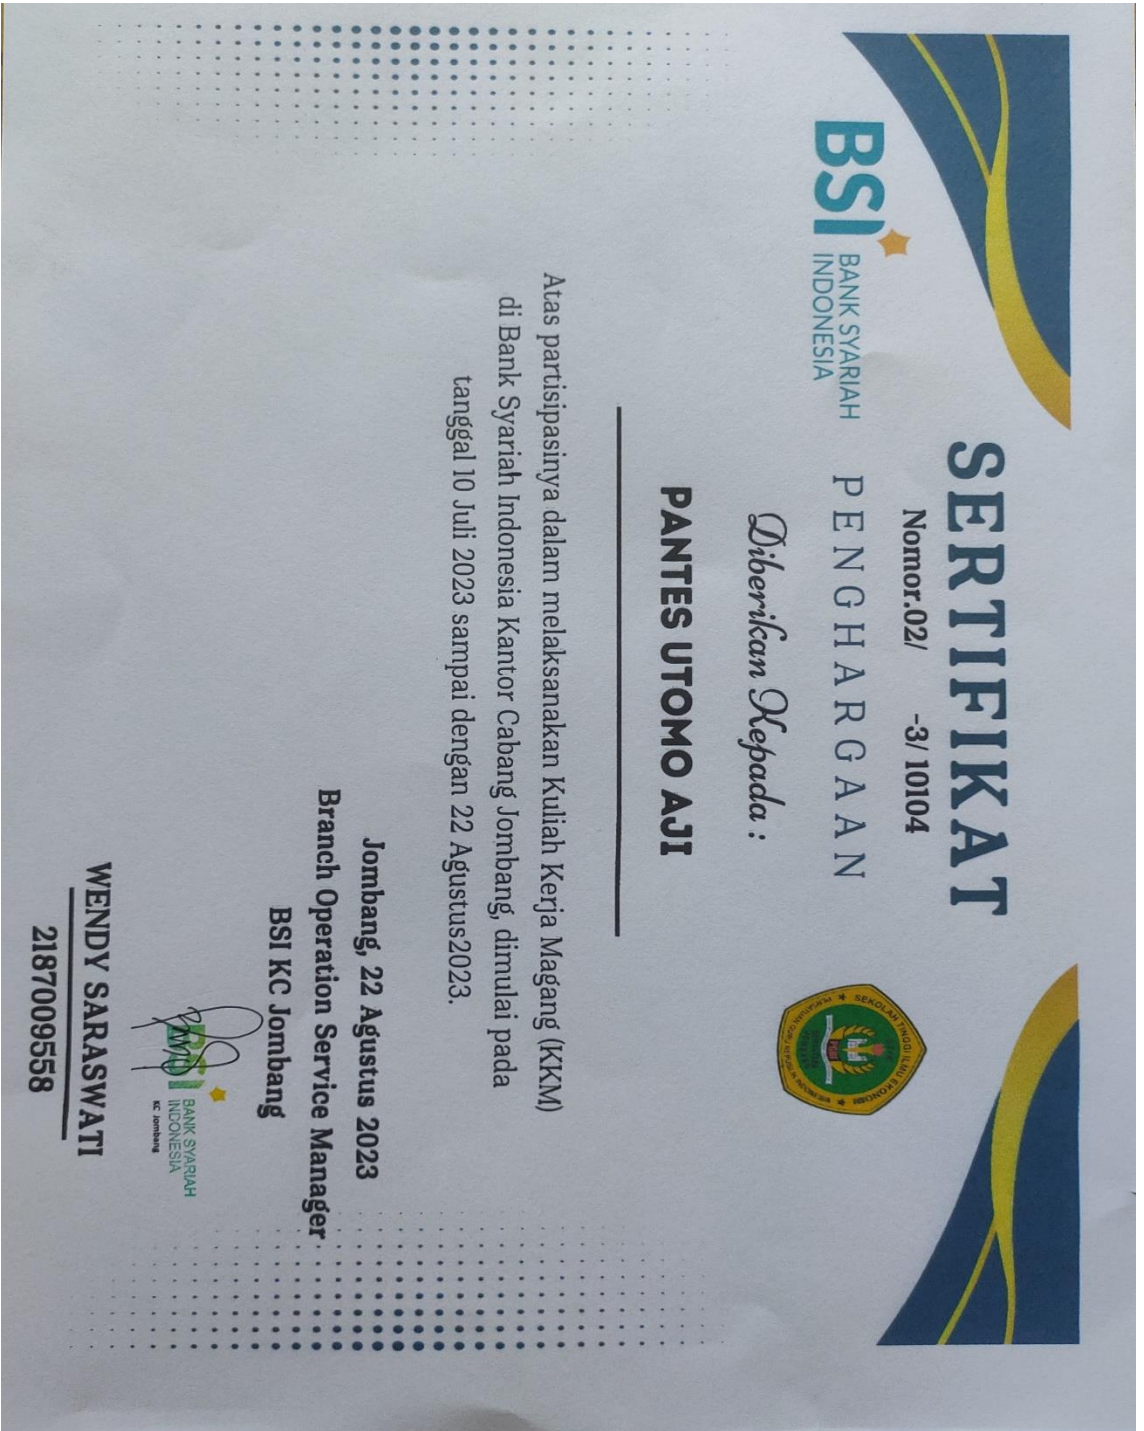 BSI BANK SYARIAH
INDONESIA
SERTIFIKAT
Nomor.02/ -3/ 10104
PENGHARGAAN
SEKOLAH TINGGI ILMU EKONOMI
PGRI
Diberikan Kepada :
PANTES UTOMO AJI
Atas partisipasinya dalam melaksanakan Kuliah Kerja Magang (KKM)
di Bank Syariah Indonesia Kantor Cabang Jombang, dimulai pada
tanggal 10 Juli 2023 sampai dengan 22 Agustus2023.
Jombang, 22 Agustus 2023
Branch Operation Service Manager
BSI KC Jombang
BSI BANK SYARIAH
INDONESIA
KC Jombang
WENDY SARASWATI
2187009558